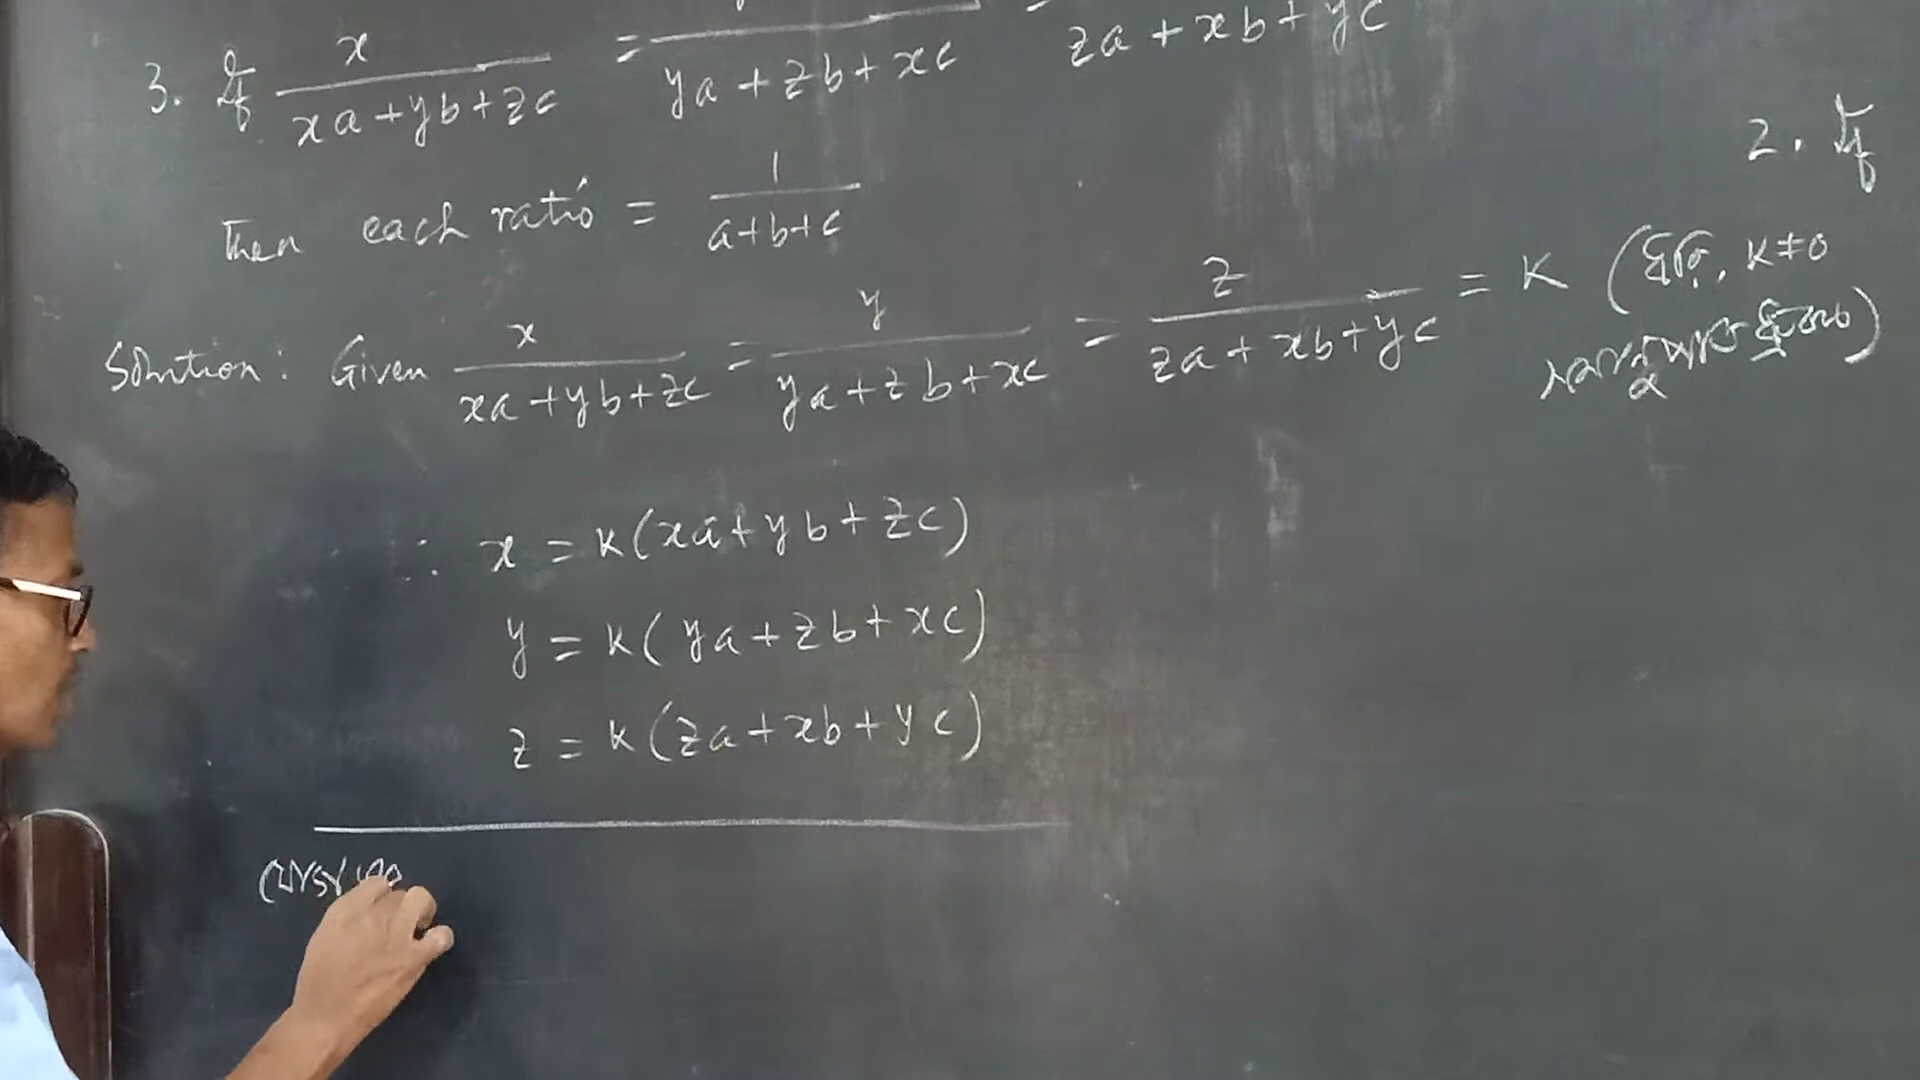 3. If x/(xa+yb+zc) = /(ya+zb+xc) = /(za+xb+yc)
Then each ratio = 1/(a+b+c)
2. If
Solution: Given x/(xa+yb+zc) = y/(ya+zb+xc) = z/(za+xb+yc) = K (ধরি, K≠0
)
∴ x = K(xa+yb+zc)
y = K(ya+zb+xc)
z = K(za+xb+yc)